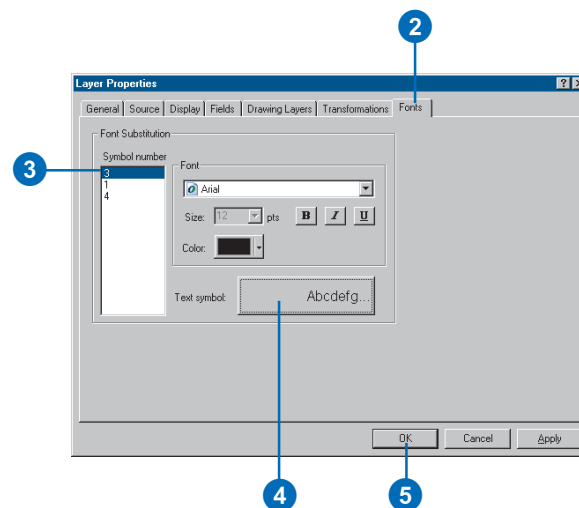 2
Layer Properties ? ×
General Source Display Fields Drawing Layers Transformations Fonts
Font Substitution
3
Symbol number
3
1
4
Font
Arial
Size: 12 pts B I U
Color:
Text symbol: Abcdefg...
OK Cancel Apply
4
5